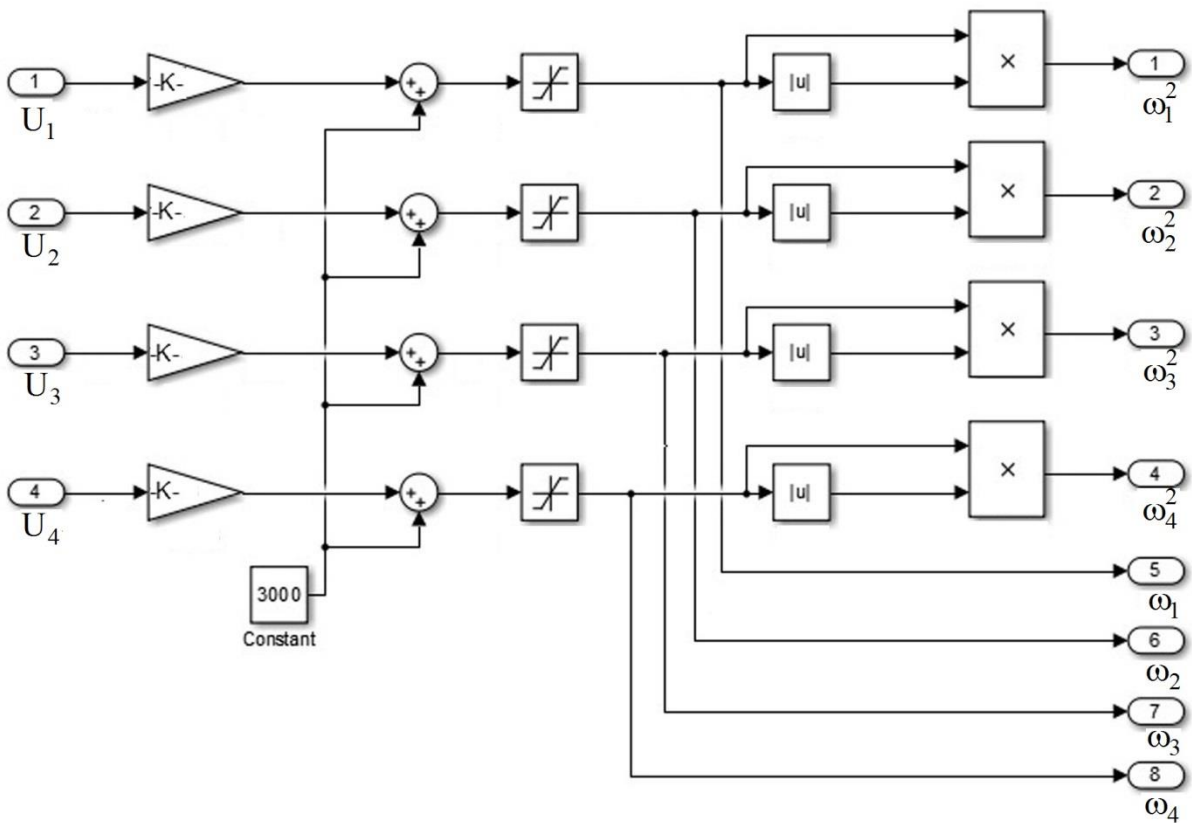 1 -K- + + |u| × 1
U₁ ω₁²
2 -K- + + |u| × 2
U₂ ω₂²
3 -K- + + |u| × 3
U₃ ω₃²
4 -K- + + |u| × 4
U₄ ω₄²
3000
Constant
5
ω₁
6
ω₂
7
ω₃
8
ω₄